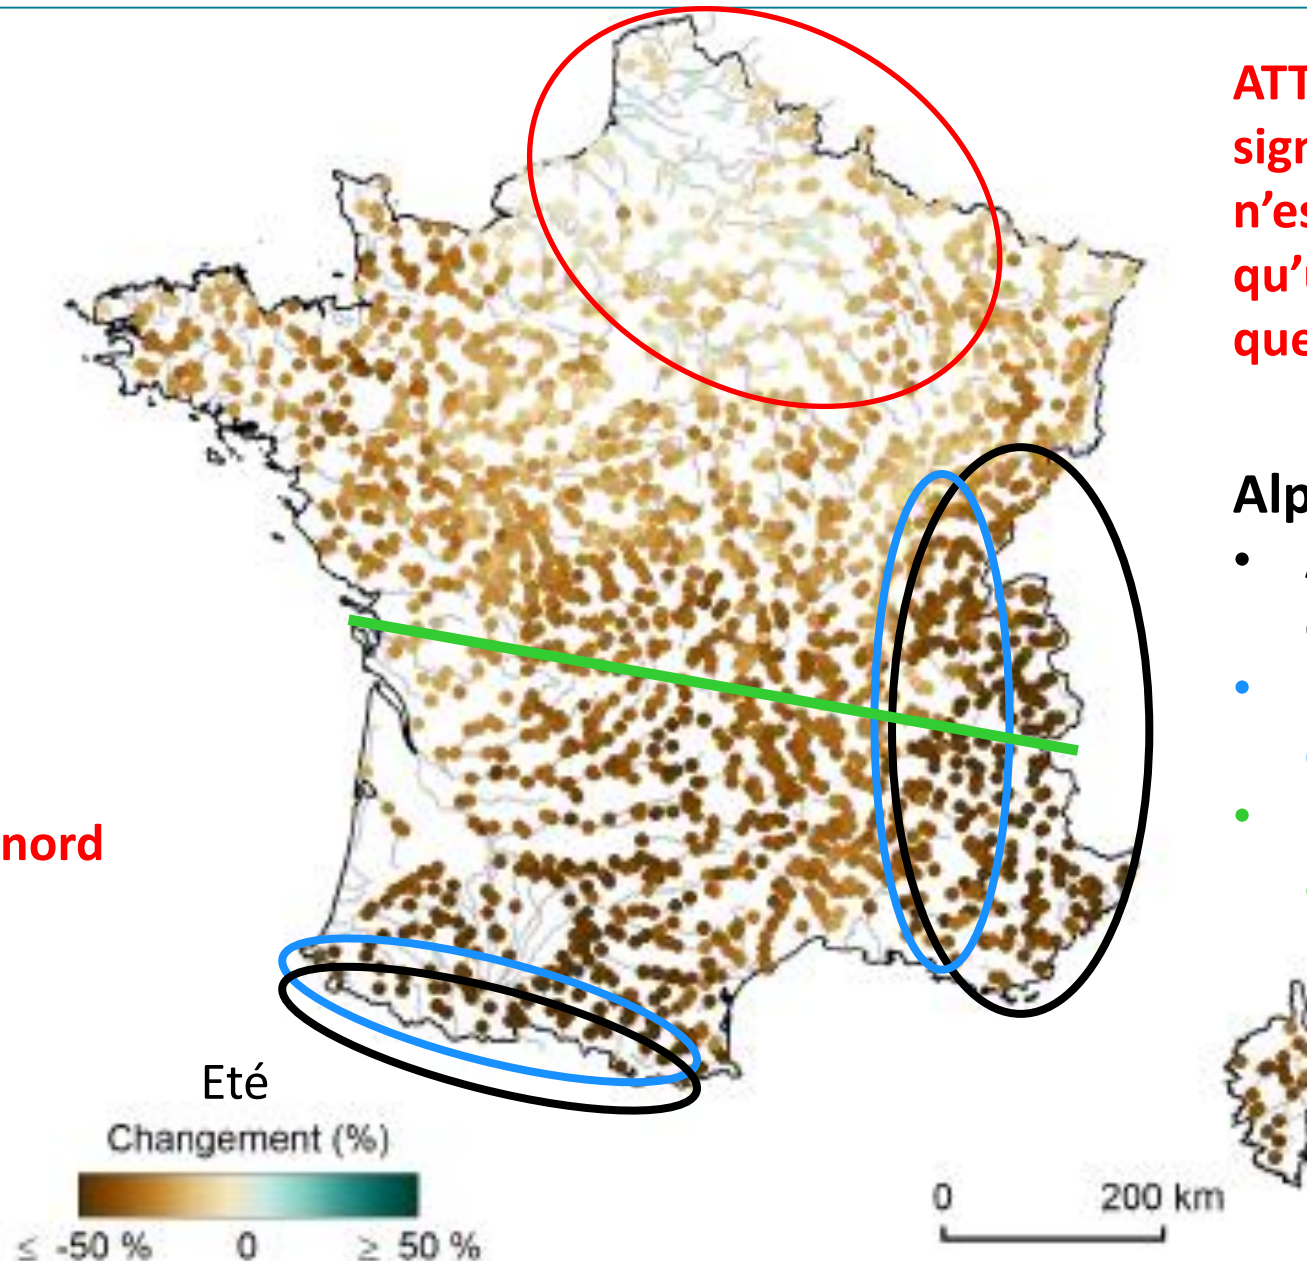 ATT
sign
n'es
qu'u
que
Alp
nord
Eté
Changement (%)
≤ -50 % 0 ≥ 50 %
0 200 km